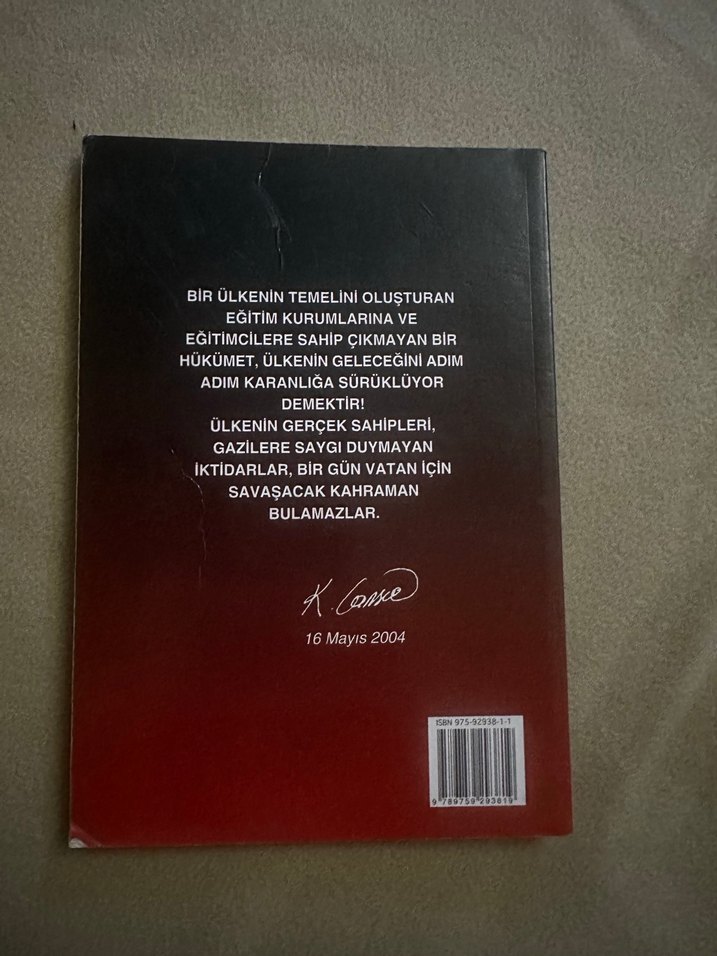 BİR ÜLKENİN TEMELİNİ OLUŞTURAN
EĞİTİM KURUMLARINA VE
EĞİTİMCİLERE SAHİP ÇIKMAYAN BİR
HÜKÜMET, ÜLKENİN GELECEĞİNİ ADIM
ADIM KARANLIĞA SÜRÜKLÜYOR
DEMEKTİR!
ÜLKENİN GERÇEK SAHİPLERİ,
GAZİLERE SAYGI DUYMAYAN
İKTİDARLAR, BİR GÜN VATAN İÇİN
SAVAŞACAK KAHRAMAN
BULAMAZLAR.
K.
16 Mayıs 2004
ISBN 975-92938-1-1
9 789759 293819